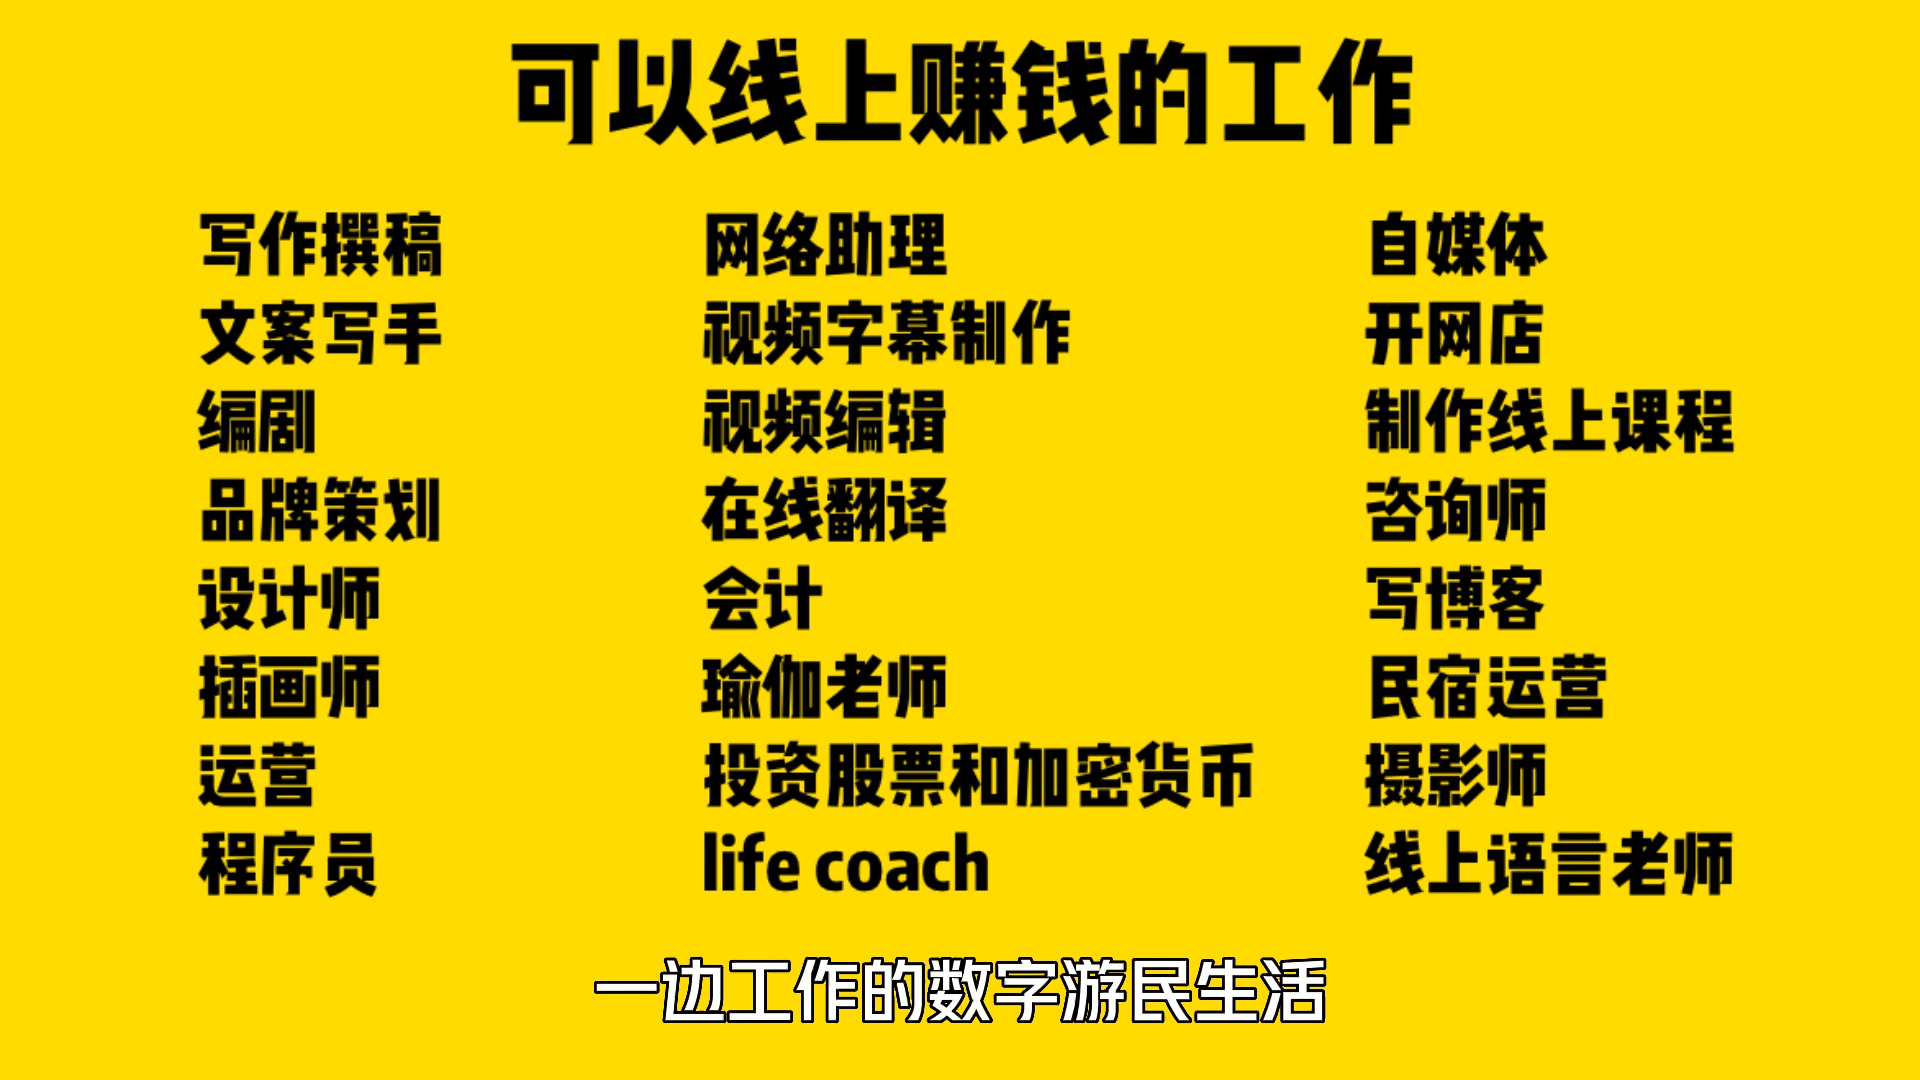 可以线上赚钱的工作
写作撰稿
文案写手
编剧
品牌策划
设计师
插画师
运营
程序员
网络助理
视频字幕制作
视频编辑
在线翻译
会计
瑜伽老师
投资股票和加密货币
life coach
自媒体
开网店
制作线上课程
咨询师
写博客
民宿运营
摄影师
线上语言老师
一边工作的数字游民生活